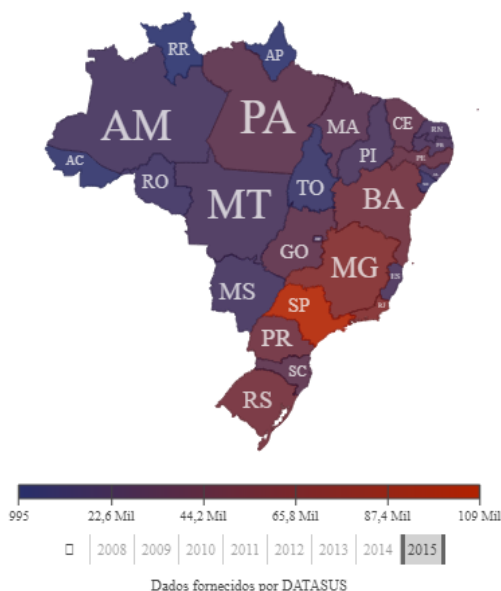 RR
AP
AM
PA
MA
CE
RN
AC
RO
TO
PI
PB
PE
MT
BA
GO
MG
ES
MS
SP
RJ
PR
SC
RS
995 22,6 Mil 44,2 Mil 65,8 Mil 87,4 Mil 109 Mil
2008 2009 2010 2011 2012 2013 2014 2015
Dados fornecidos por DATASUS